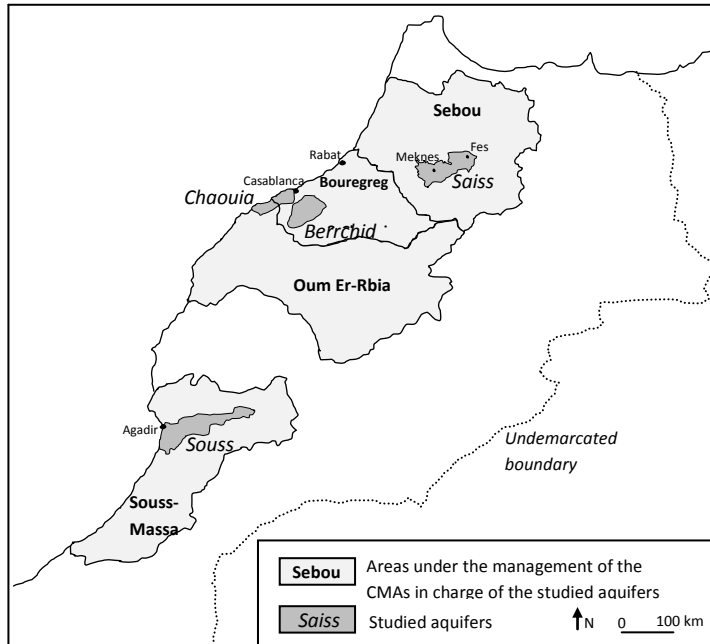 Sebou
Fes
Meknes
Rabat
Saiss
Casablanca
Bouregreg
Chaouia
Berrchid
Oum Er-Rbia
Agadir
Souss
Undemarcated
boundary
Souss-
Massa
Sebou
Areas under the management of the
CMAs in charge of the studied aquifers
Saiss
Studied aquifers
N
0 100 km